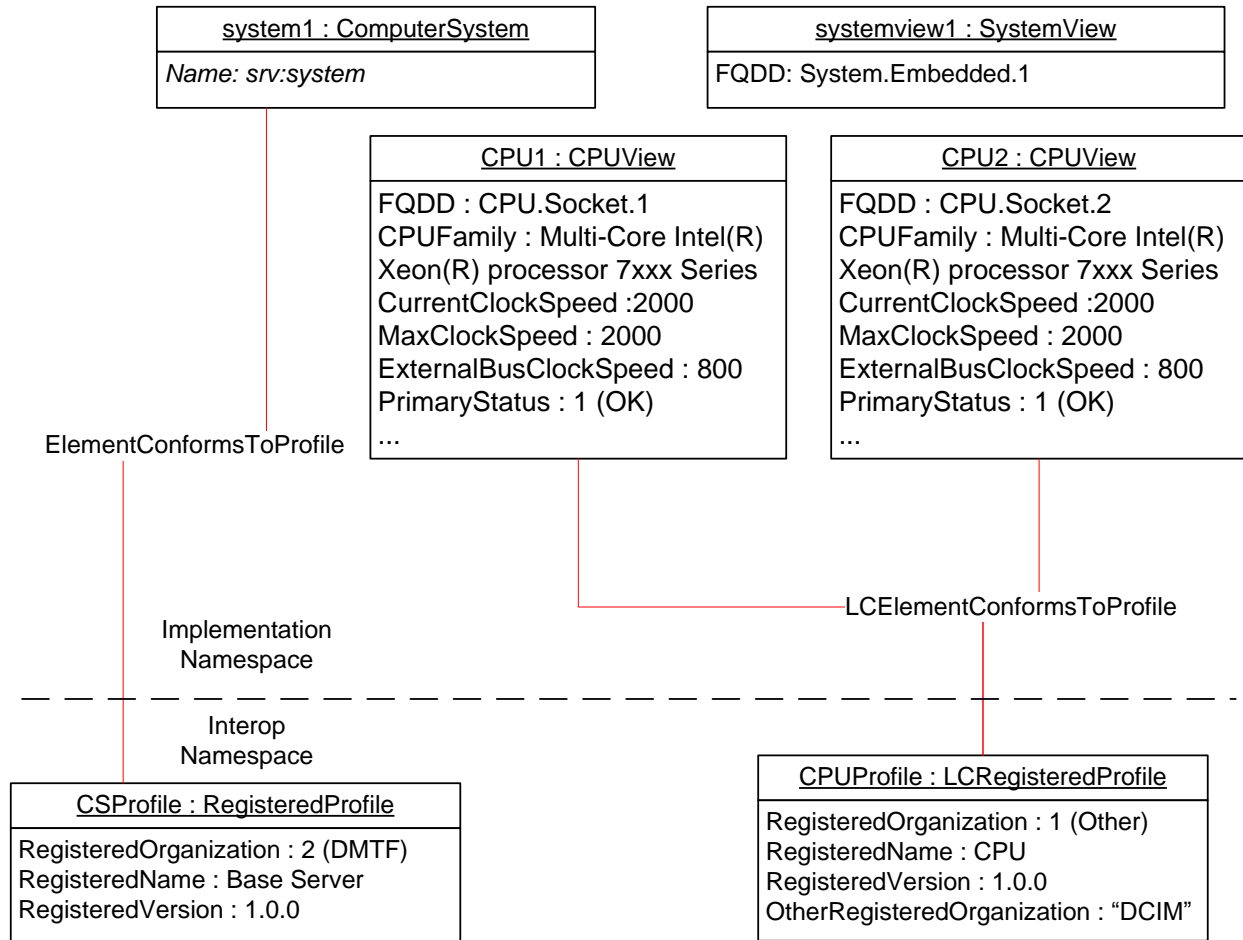 system1 : ComputerSystem
Name: srv:system
systemview1 : SystemView
FQDD: System.Embedded.1
CPU1 : CPUView
FQDD : CPU.Socket.1
CPUFamily : Multi-Core Intel(R)
Xeon(R) processor 7xxx Series
CurrentClockSpeed :2000
MaxClockSpeed : 2000
ExternalBusClockSpeed : 800
PrimaryStatus : 1 (OK)
...
CPU2 : CPUView
FQDD : CPU.Socket.2
CPUFamily : Multi-Core Intel(R)
Xeon(R) processor 7xxx Series
CurrentClockSpeed :2000
MaxClockSpeed : 2000
ExternalBusClockSpeed : 800
PrimaryStatus : 1 (OK)
...
ElementConformsToProfile
LCElementConformsToProfile
Implementation
Namespace
Interop
Namespace
CSProfile : RegisteredProfile
RegisteredOrganization : 2 (DMTF)
RegisteredName : Base Server
RegisteredVersion : 1.0.0
CPUProfile : LCRegisteredProfile
RegisteredOrganization : 1 (Other)
RegisteredName : CPU
RegisteredVersion : 1.0.0
OtherRegisteredOrganization : “DCIM”